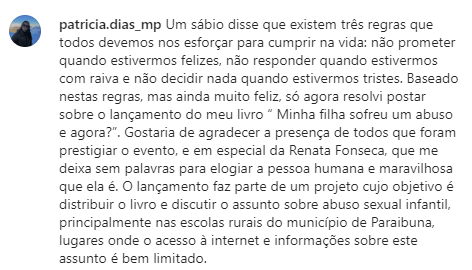 patricia.dias_mp Um sábio disse que existem três regras que
todos devemos nos esforçar para cumprir na vida: não prometer
quando estivermos felizes, não responder quando estivermos
com raiva e não decidir nada quando estivermos tristes. Baseado
nestas regras, mas ainda muito feliz, só agora resolvi postar
sobre o lançamento do meu livro “ Minha filha sofreu um abuso
e agora?”. Gostaria de agradecer a presença de todos que foram
prestigiar o evento, e em especial da Renata Fonseca, que me
deixa sem palavras para elogiar a pessoa humana e maravilhosa
que ela é. O lançamento faz parte de um projeto cujo objetivo é
distribuir o livro e discutir o assunto sobre abuso sexual infantil,
principalmente nas escolas rurais do município de Paraibuna,
lugares onde o acesso à internet e informações sobre este
assunto é bem limitado.